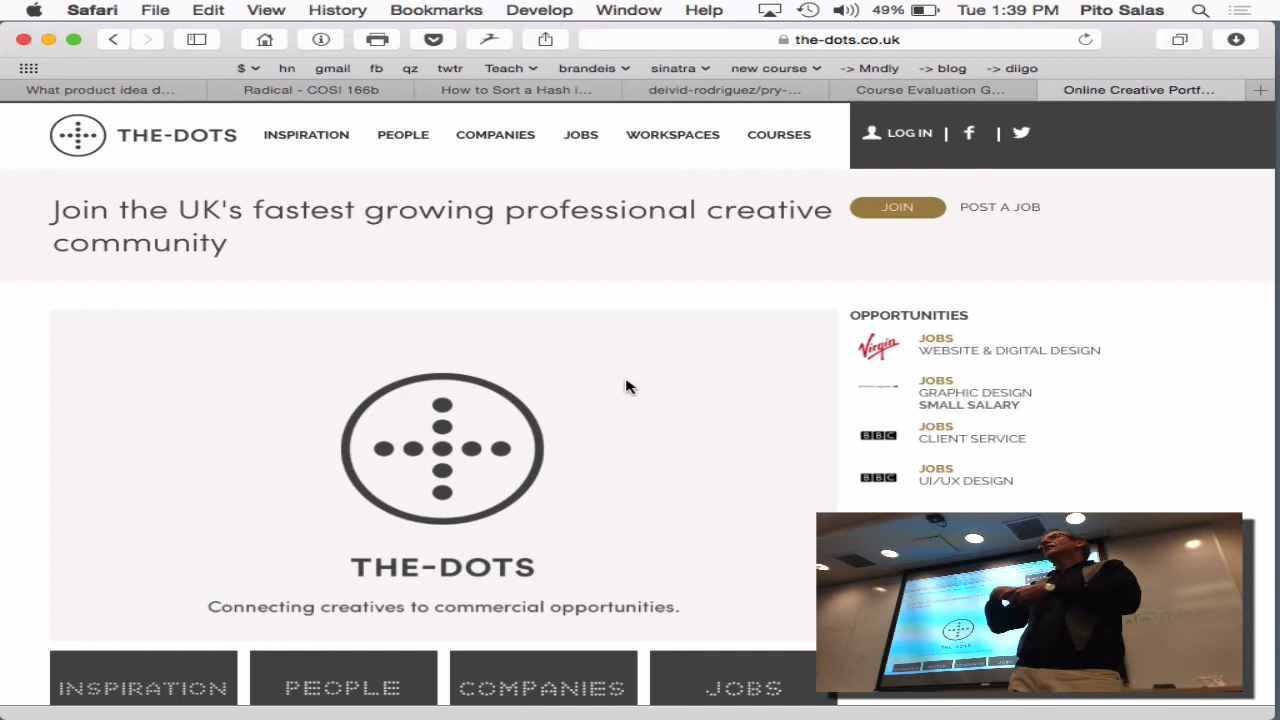 Safari File Edit View History Bookmarks Develop Window Help 49% Tue 1:39 PM Pito Salas
the-dots.co.uk
$ hn gmail fb qz twtr Teach brandeis sinatra new course -> Mndly -> blog -> diigo
What product idea d... Radical - COSI 166b How to Sort a Hash i... deivid-rodriguez/pry-... Course Evaluation G... Online Creative Portf...
THE-DOTS INSPIRATION PEOPLE COMPANIES JOBS WORKSPACES COURSES LOG IN | f |
Join the UK's fastest growing professional creative
community
JOIN POST A JOB
OPPORTUNITIES
Virgin JOBS
WEBSITE & DIGITAL DESIGN
JOBS
GRAPHIC DESIGN
SMALL SALARY
BBC JOBS
CLIENT SERVICE
BBC JOBS
UI/UX DESIGN
THE-DOTS
Connecting creatives to commercial opportunities.
INSPIRATION PEOPLE COMPANIES JOBS